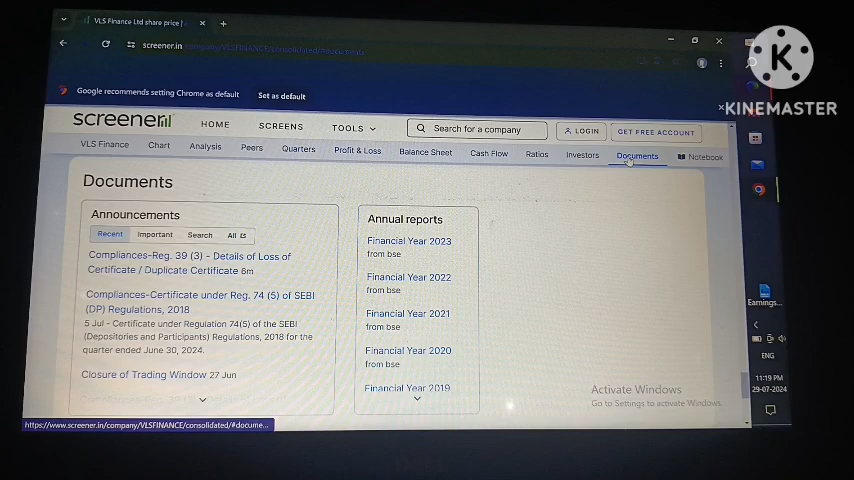 VLS Finance Ltd share price |
screener.in/company/VLSFINANCE/consolidated/#documents
Google recommends setting Chrome as default
Set as default
KINEMASTER
screener
HOME
SCREENS
TOOLS
Search for a company
LOGIN
GET FREE ACCOUNT
VLS Finance
Chart
Analysis
Peers
Quarters
Profit & Loss
Balance Sheet
Cash Flow
Ratios
Investors
Documents
Notebook
Documents
Announcements
Recent
Important
Search
All
Compliances-Reg. 39 (3) - Details of Loss of
Certificate / Duplicate Certificate 6m
Compliances-Certificate under Reg. 74 (5) of SEBI
(DP) Regulations, 2018
5 Jul - Certificate under Regulation 74(5) of the SEBI
(Depositories and Participants) Regulations, 2018 for the
quarter ended June 30, 2024.
Closure of Trading Window 27 Jun
Annual reports
Financial Year 2023
from bse
Financial Year 2022
from bse
Financial Year 2021
from bse
Financial Year 2020
from bse
Financial Year 2019
Earnings...
ENG
11:19 PM
29-07-2024
Activate Windows
Go to Settings to activate Windows.
https://www.screener.in/company/VLSFINANCE/consolidated/#docume...